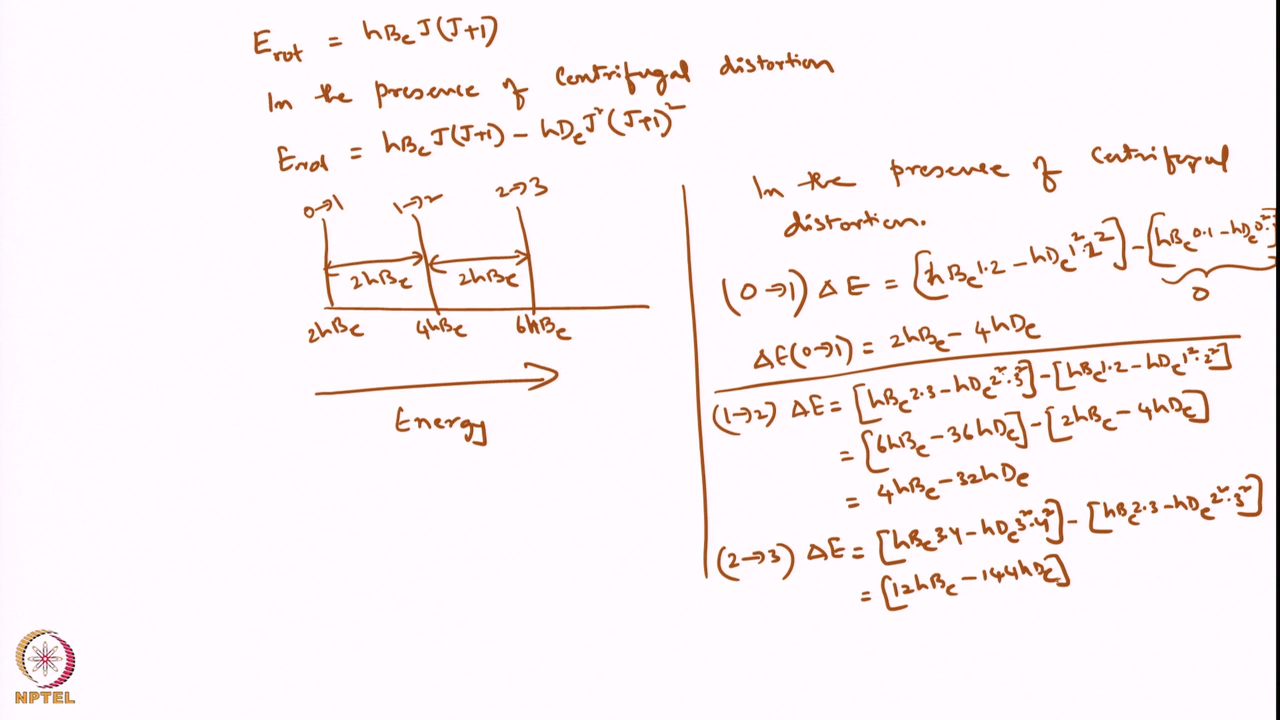 E_rot = hB_e J(J+1)
In the presence of Centrifugal distortion
E_rot = hB_e J(J+1) - hD_e J²(J+1)²
0→1 1→2 2→3
2hB_e 2hB_e
2hB_e 4hB_e 6hB_e
Energy
In the presence of Centrifugal
distortion.
(0→1) ΔE = [hB_e 1·2 - hD_e 1²·2²] - [hB_e 0·1 - hD_e 0²·
0
ΔE(0→1) = 2hB_e - 4hD_e
(1→2) ΔE = [hB_e 2·3 - hD_e 2²·3²] - [hB_e 1·2 - hD_e 1²·2²]
= [6hB_e - 36hD_e] - [2hB_e - 4hD_e]
= 4hB_e - 32hD_e
(2→3) ΔE = [hB_e 3·4 - hD_e 3²·4²] - [hB_e 2·3 - hD_e 2²·3²]
= [12hB_e - 144hD_e]
NPTEL